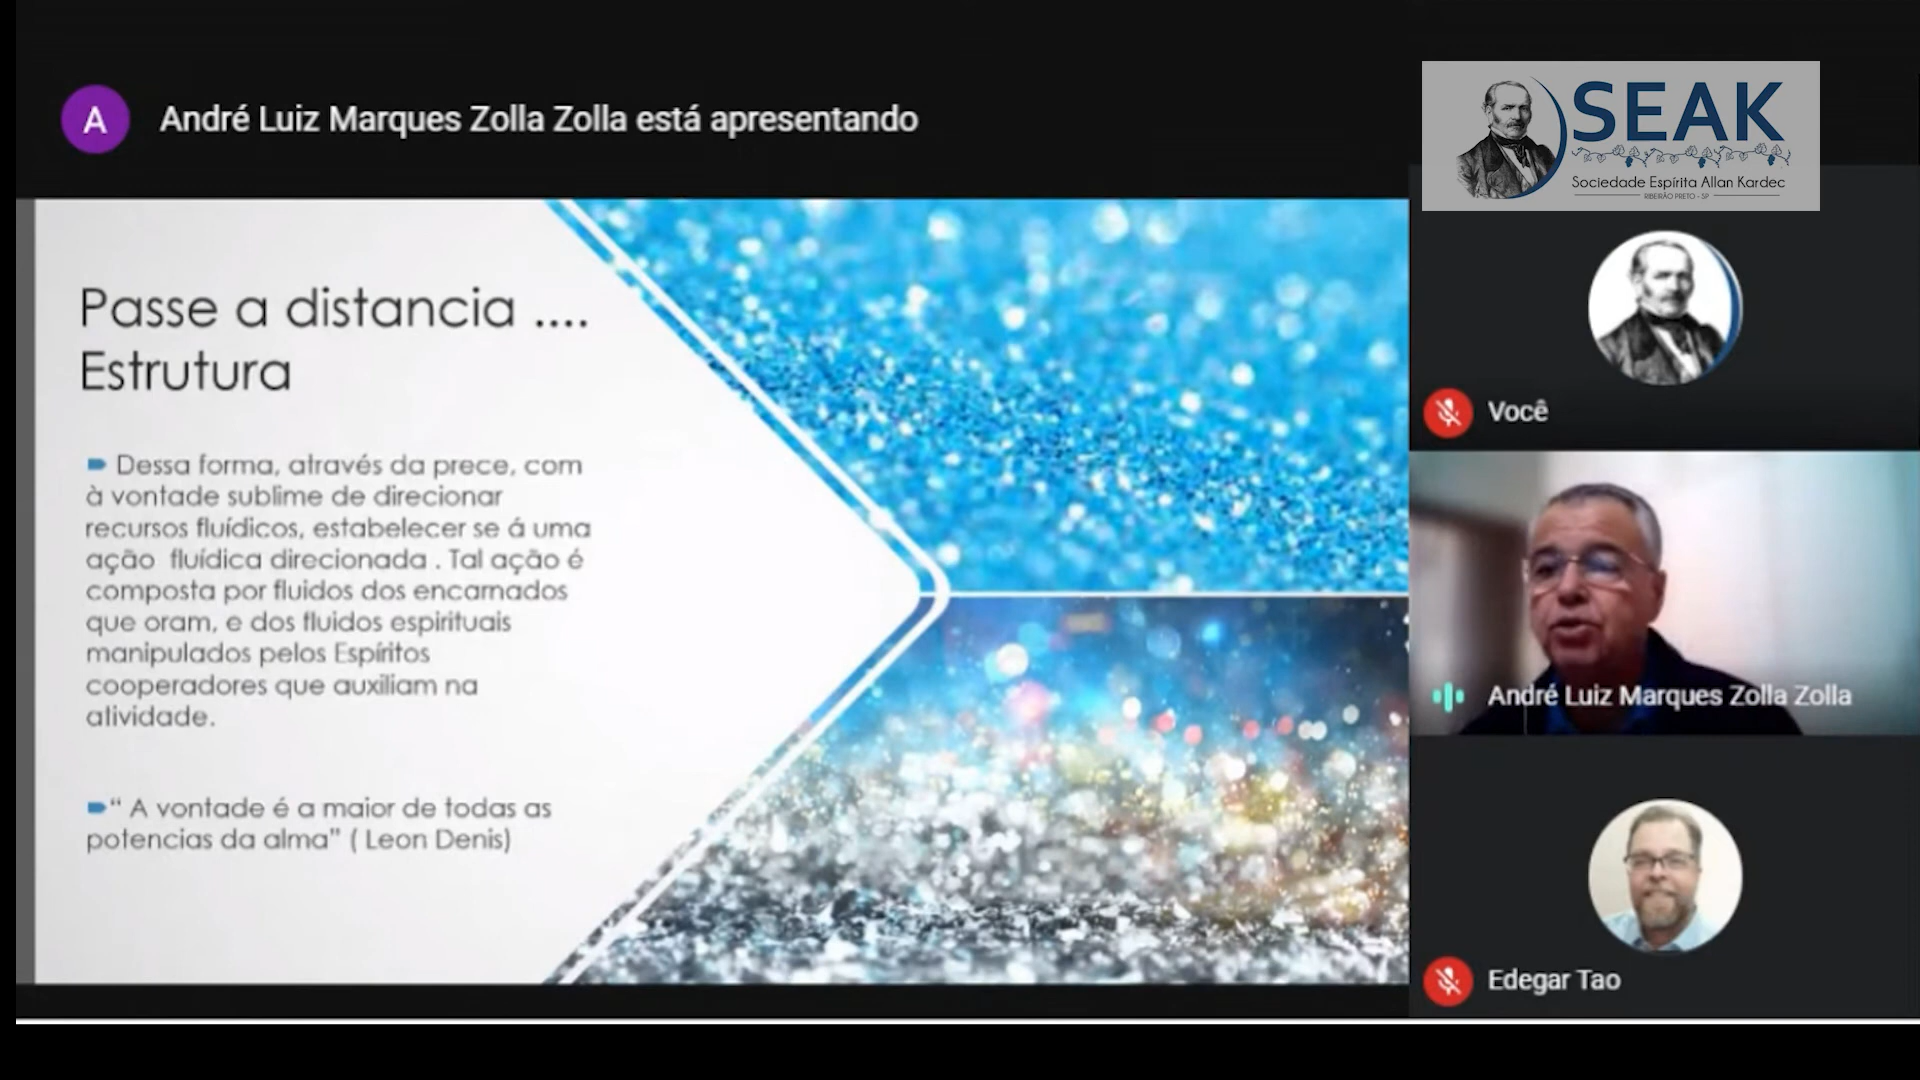 A
André Luiz Marques Zolla Zolla está apresentando
SEAK
Sociedade Espírita Allan Kardec
RIBEIRÃO PRETO - SP
Passe a distancia ....
Estrutura
Dessa forma, através da prece, com
à vontade sublime de direcionar
recursos fluídicos, estabelecer se á uma
ação fluídica direcionada . Tal ação é
composta por fluidos dos encarnados
que oram, e dos fluidos espirituais
manipulados pelos Espíritos
cooperadores que auxiliam na
atividade.
“ A vontade é a maior de todas as
potencias da alma” ( Leon Denis)
Você
André Luiz Marques Zolla Zolla
Edegar Tao